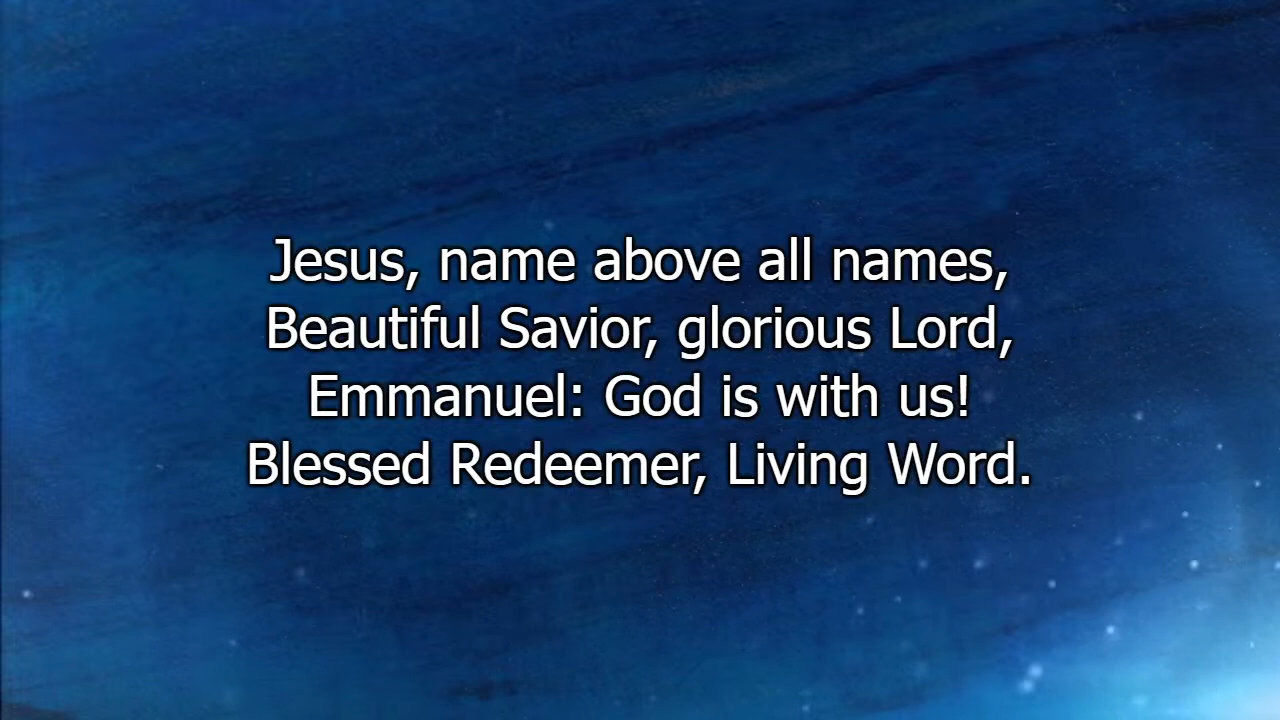 Jesus, name above all names,
Beautiful Savior, glorious Lord,
Emmanuel: God is with us!
Blessed Redeemer, Living Word.